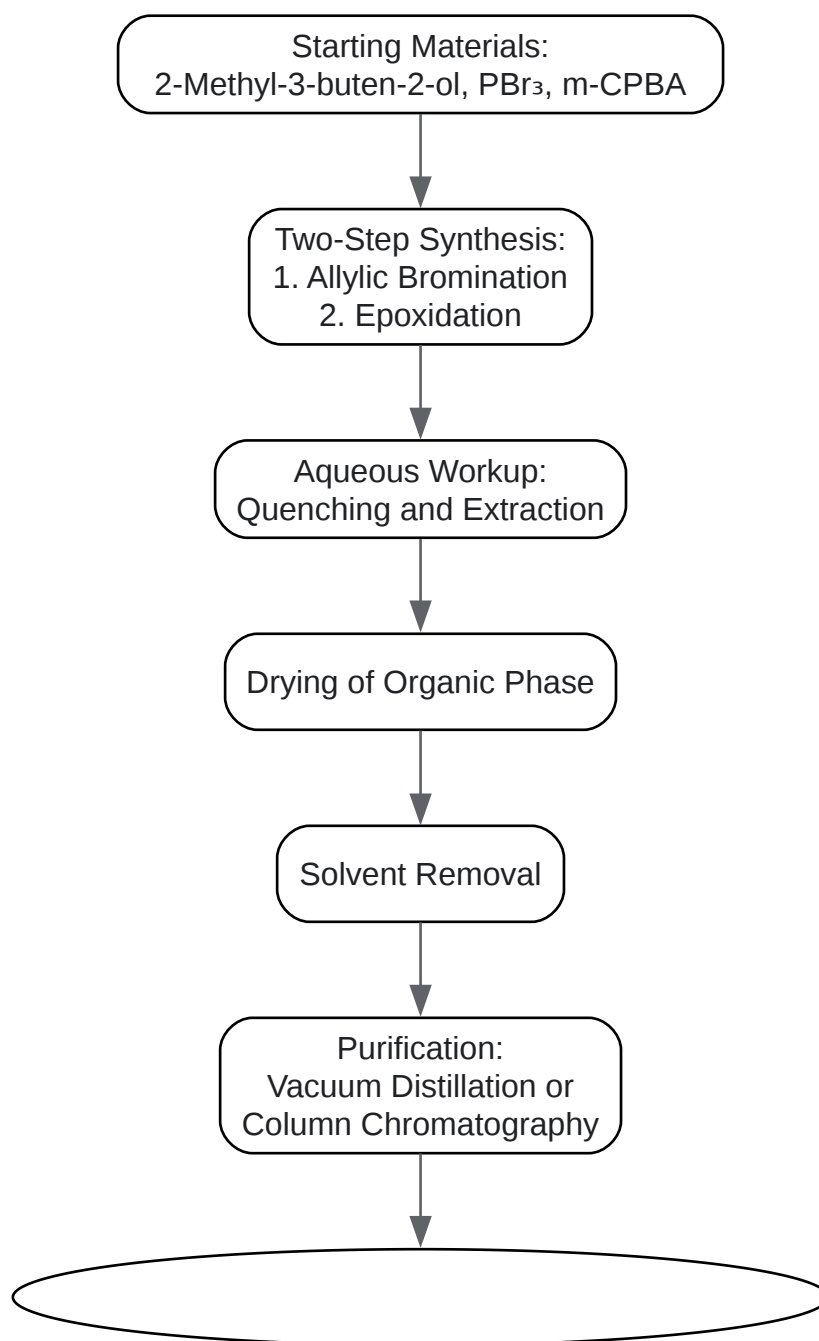 Starting Materials:
2-Methyl-3-buten-2-ol, PBr₃, m-CPBA
Two-Step Synthesis:
1. Allylic Bromination
2. Epoxidation
Aqueous Workup:
Quenching and Extraction
Drying of Organic Phase
Solvent Removal
Purification:
Vacuum Distillation or
Column Chromatography